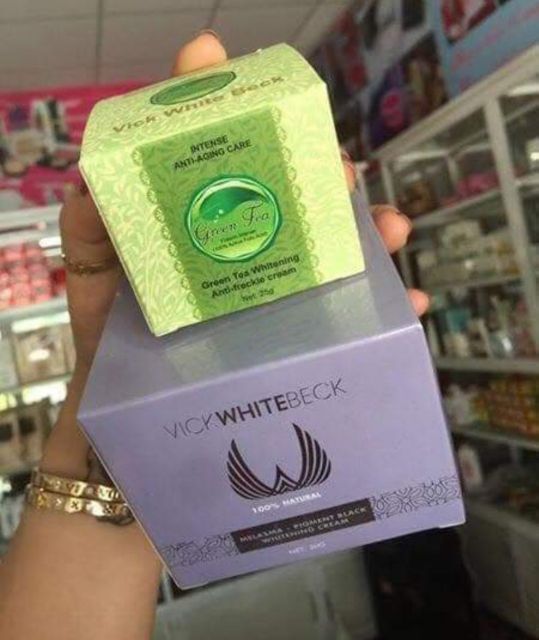 Vick White Beck
INTENSE
ANTI-AGING CARE
Green Tea
Green Tea Whitening
Anti-freckle cream
Net 25g
VICKWHITEBECK
100% NATURAL
MELASMA - PIGMENT BLACK
WHITENING CREAM